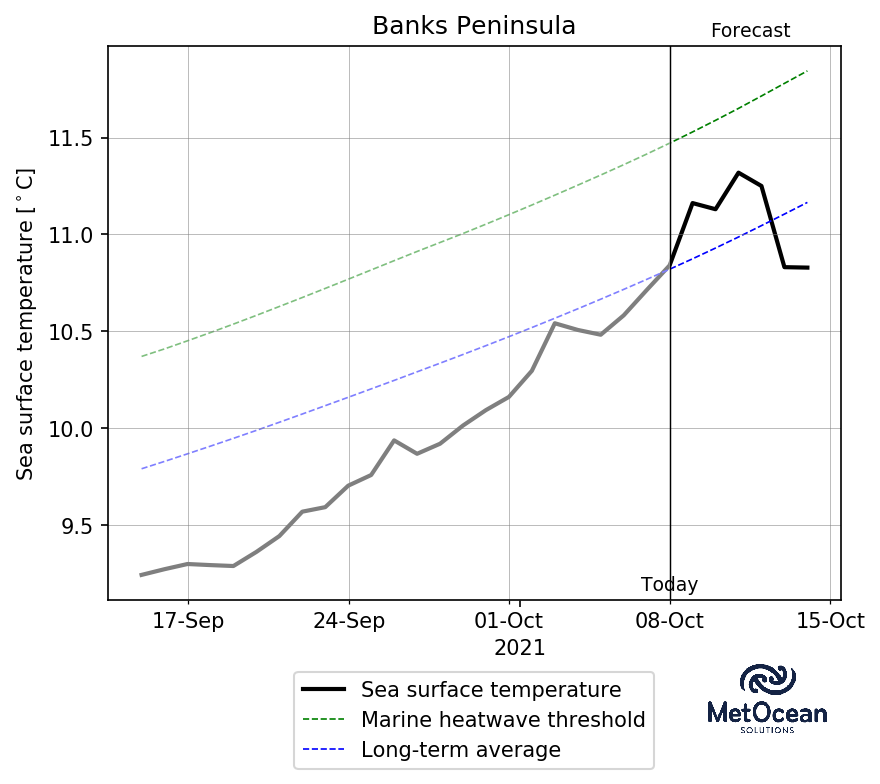 Banks Peninsula
Forecast
Sea surface temperature [°C]
11.5
11.0
10.5
10.0
9.5
Today
17-Sep 24-Sep 01-Oct 08-Oct 15-Oct
2021
Sea surface temperature
Marine heatwave threshold
Long-term average
MetOcean
SOLUTIONS